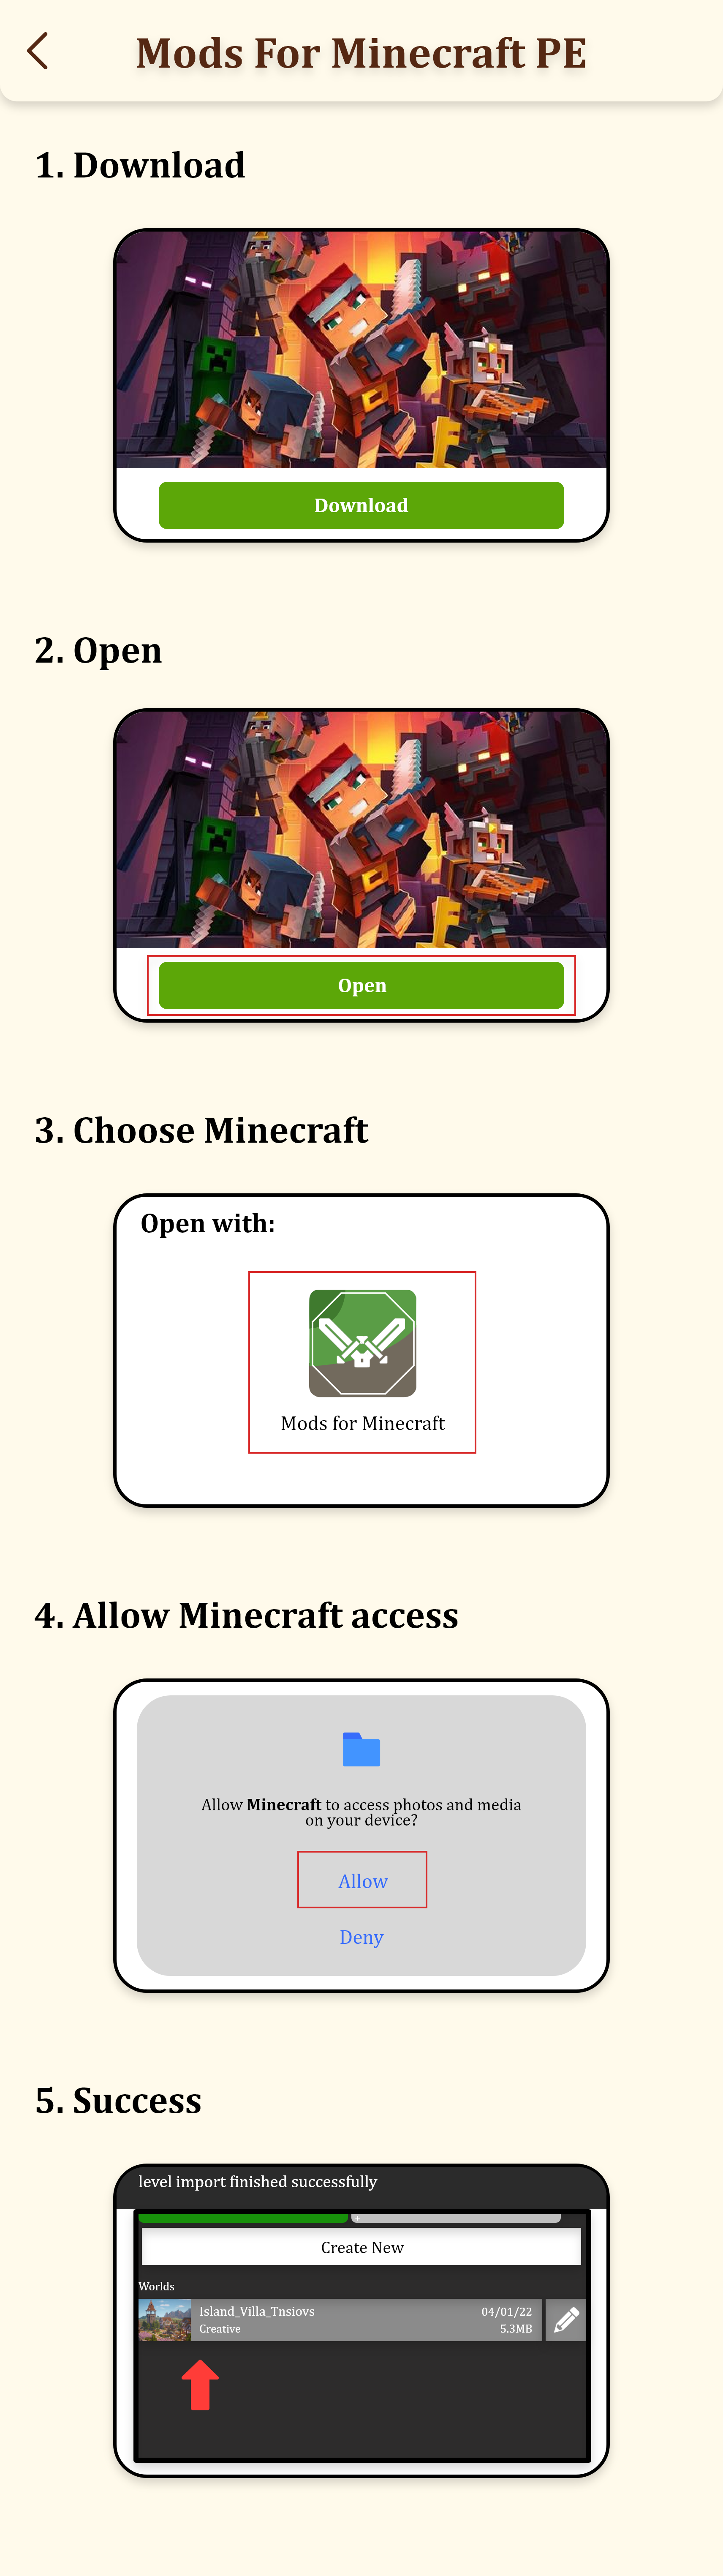 Mods For Minecraft PE
1. Download
Download
2. Open
Open
3. Choose Minecraft
Open with:
Mods for Minecraft
4. Allow Minecraft access
Allow Minecraft to access photos and media
on your device?
Allow
Deny
5. Success
level import finished successfully
Create New
Worlds
Island_Villa_Tnsiovs 04/01/22
Creative 5.3MB